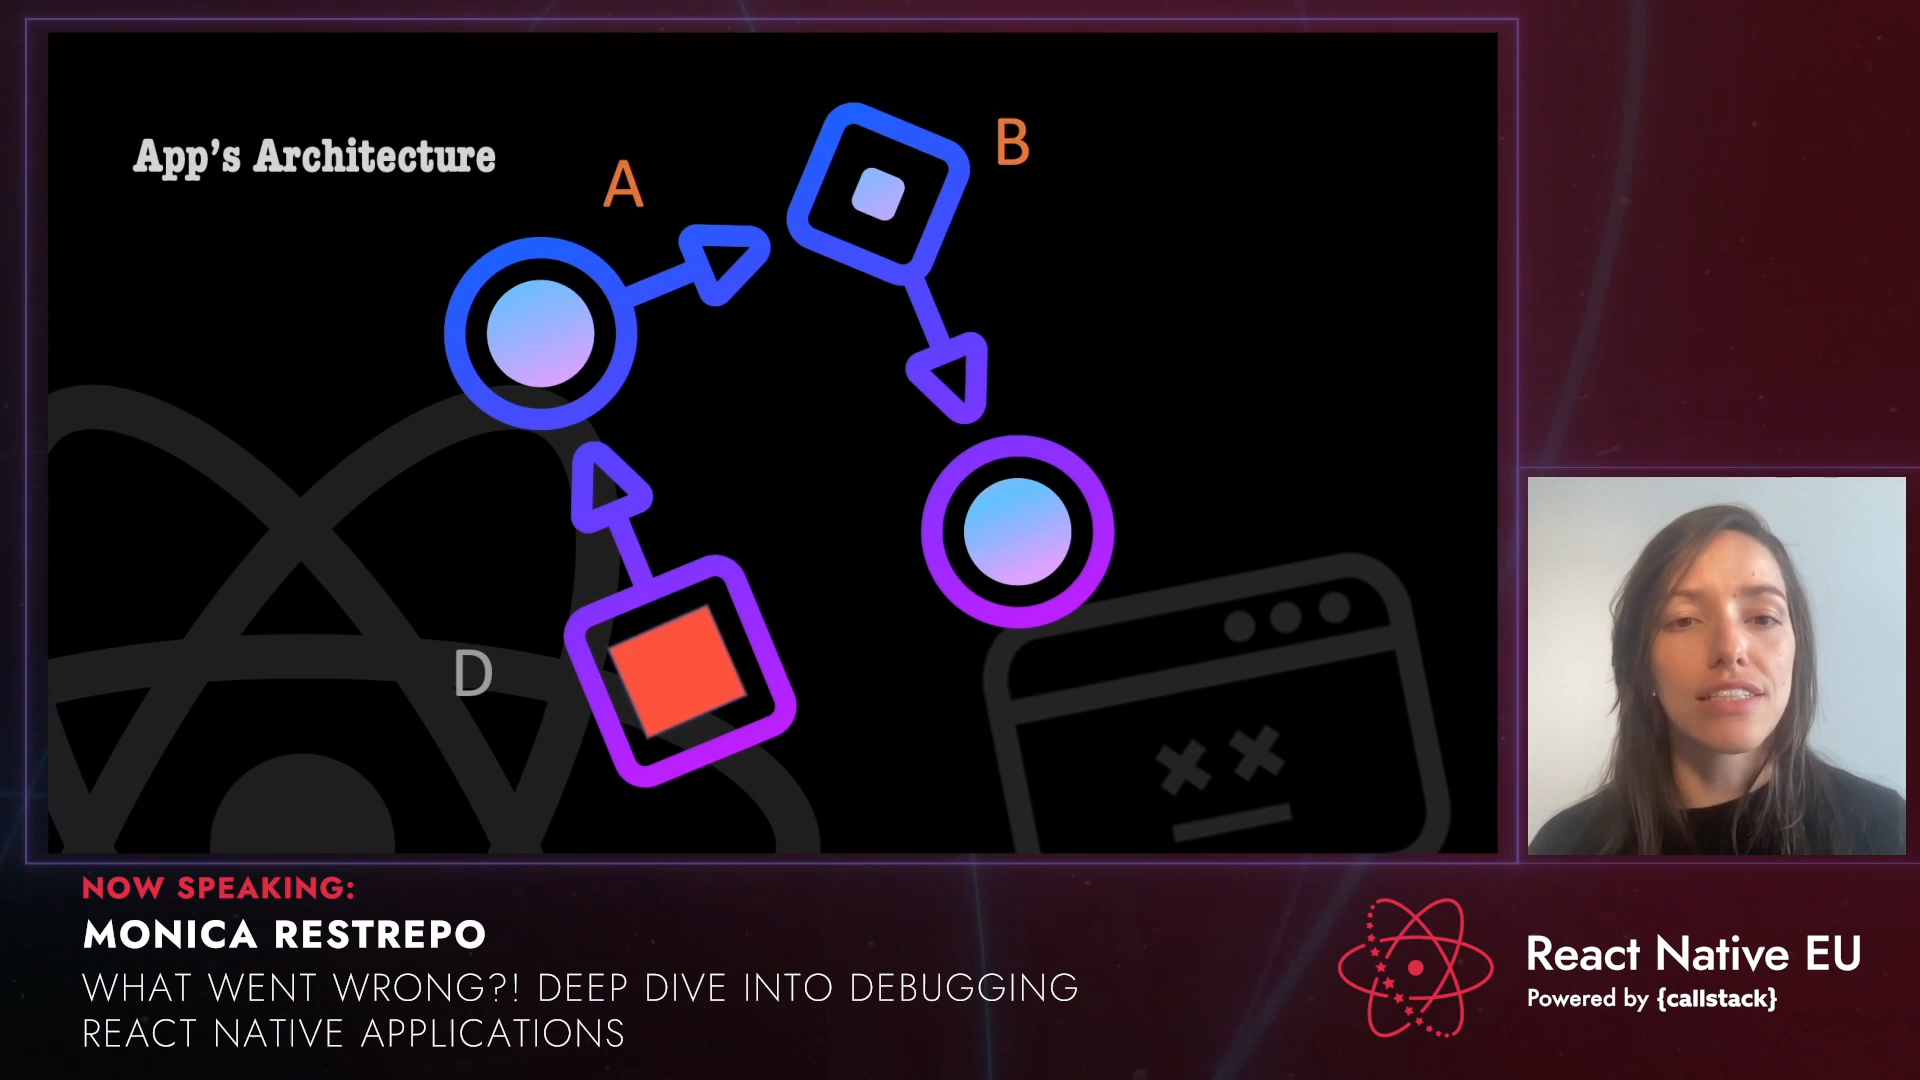 App's Architecture
A
B
D
NOW SPEAKING:
MONICA RESTREPO
WHAT WENT WRONG?! DEEP DIVE INTO DEBUGGING
REACT NATIVE APPLICATIONS
React Native EU
Powered by {callstack}